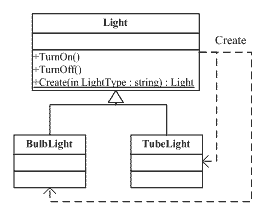 Light
+TurnOn()
+TurnOff()
+Create(in LightType : string) : Light
Create
BulbLight
TubeLight